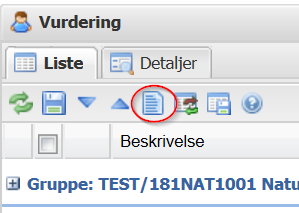 Vurdering
Liste Detaljer
Beskrivelse
Gruppe: TEST/181NAT1001 Natu